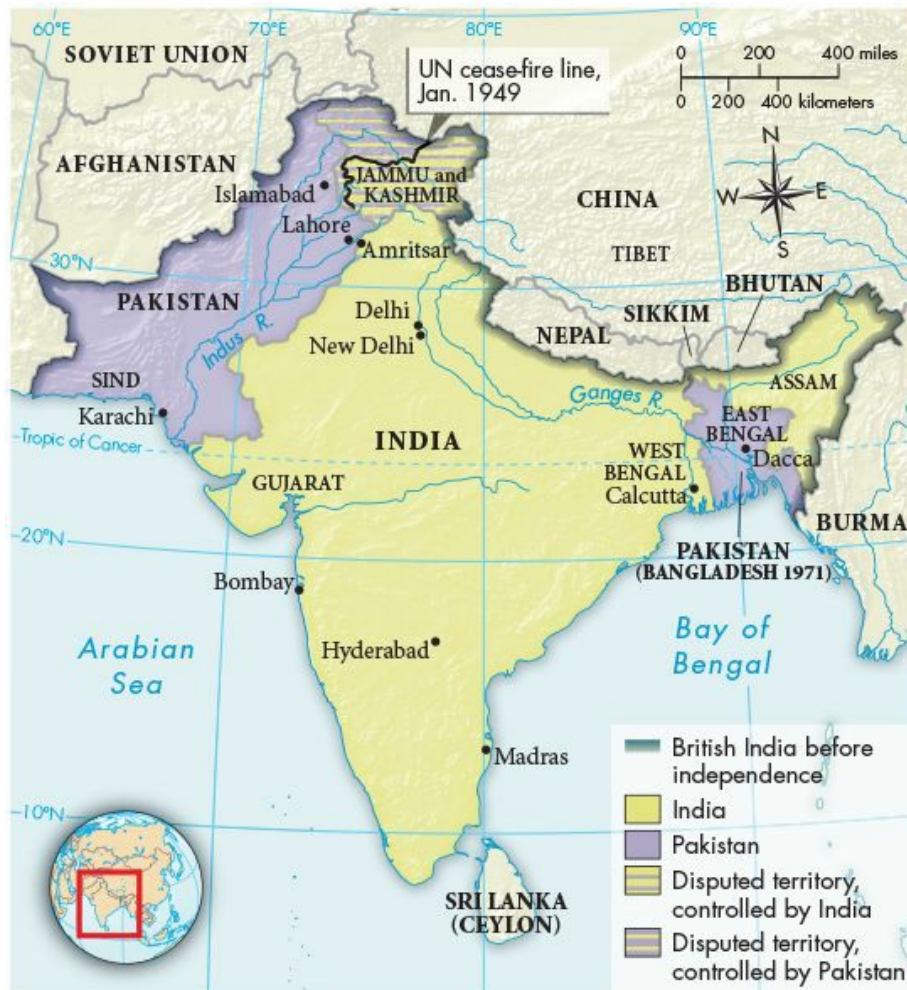 60°E
70°E
80°E
90°E
0 200 400 miles
0 200 400 kilometers
SOVIET UNION
UN cease-fire line,
Jan. 1949
N
W
E
S
AFGHANISTAN
JAMMU and
KASHMIR
Islamabad
CHINA
Lahore
Amritsar
TIBET
30°N
PAKISTAN
BHUTAN
SIKKIM
NEPAL
Delhi
New Delhi
Indus R.
SIND
ASSAM
Ganges R.
Karachi
EAST
BENGAL
Tropic of Cancer
INDIA
WEST
BENGAL
Dacca
GUJARAT
Calcutta
BURMA
20°N
PAKISTAN
(BANGLADESH 1971)
Bombay
Arabian
Sea
Hyderabad
Bay of
Bengal
Madras
10°N
SRI LANKA
(CEYLON)
British India before
independence
India
Pakistan
Disputed territory,
controlled by India
Disputed territory,
controlled by Pakistan